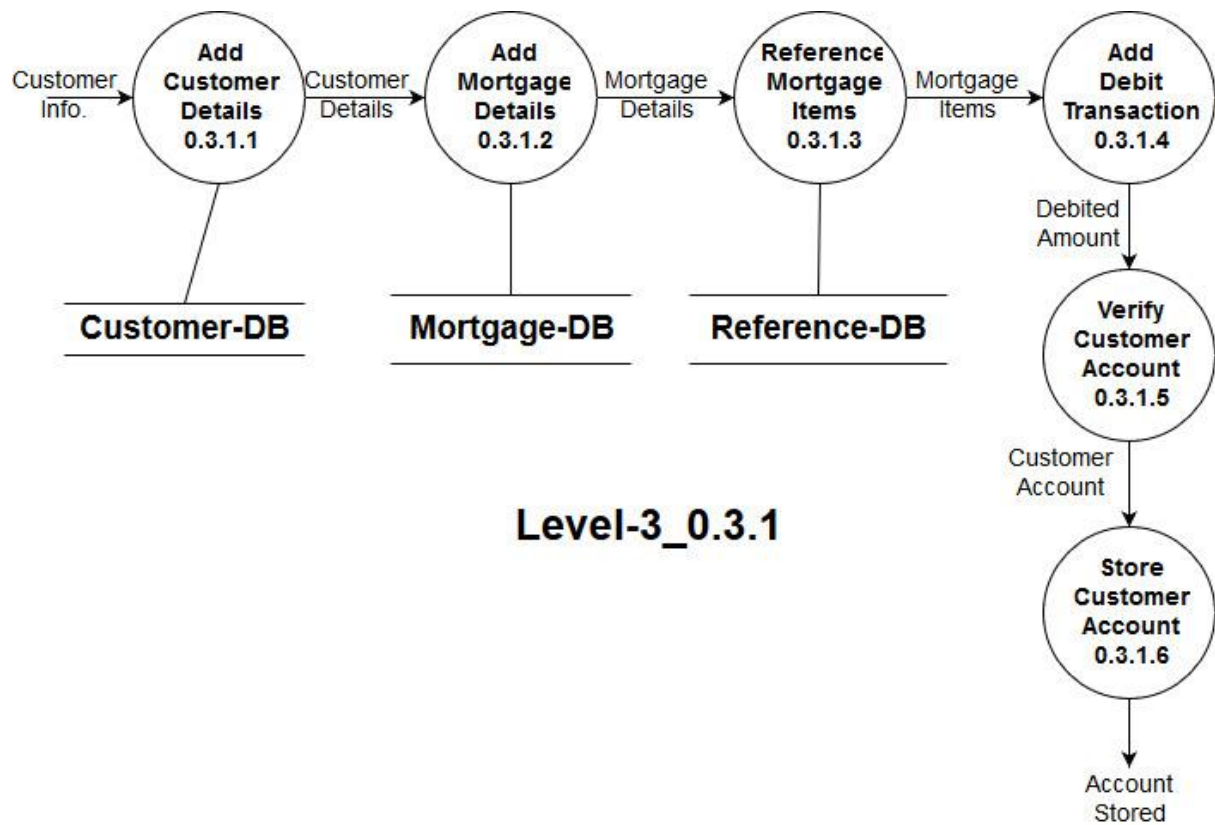 Customer
Info.
Add
Customer
Details
0.3.1.1
Customer
Details
Add
Mortgage
Details
0.3.1.2
Mortgage
Details
Reference
Mortgage
Items
0.3.1.3
Mortgage
Items
Add
Debit
Transaction
0.3.1.4
Debited
Amount
Customer-DB
Mortgage-DB
Reference-DB
Verify
Customer
Account
0.3.1.5
Customer
Account
Level-3_0.3.1
Store
Customer
Account
0.3.1.6
Account
Stored